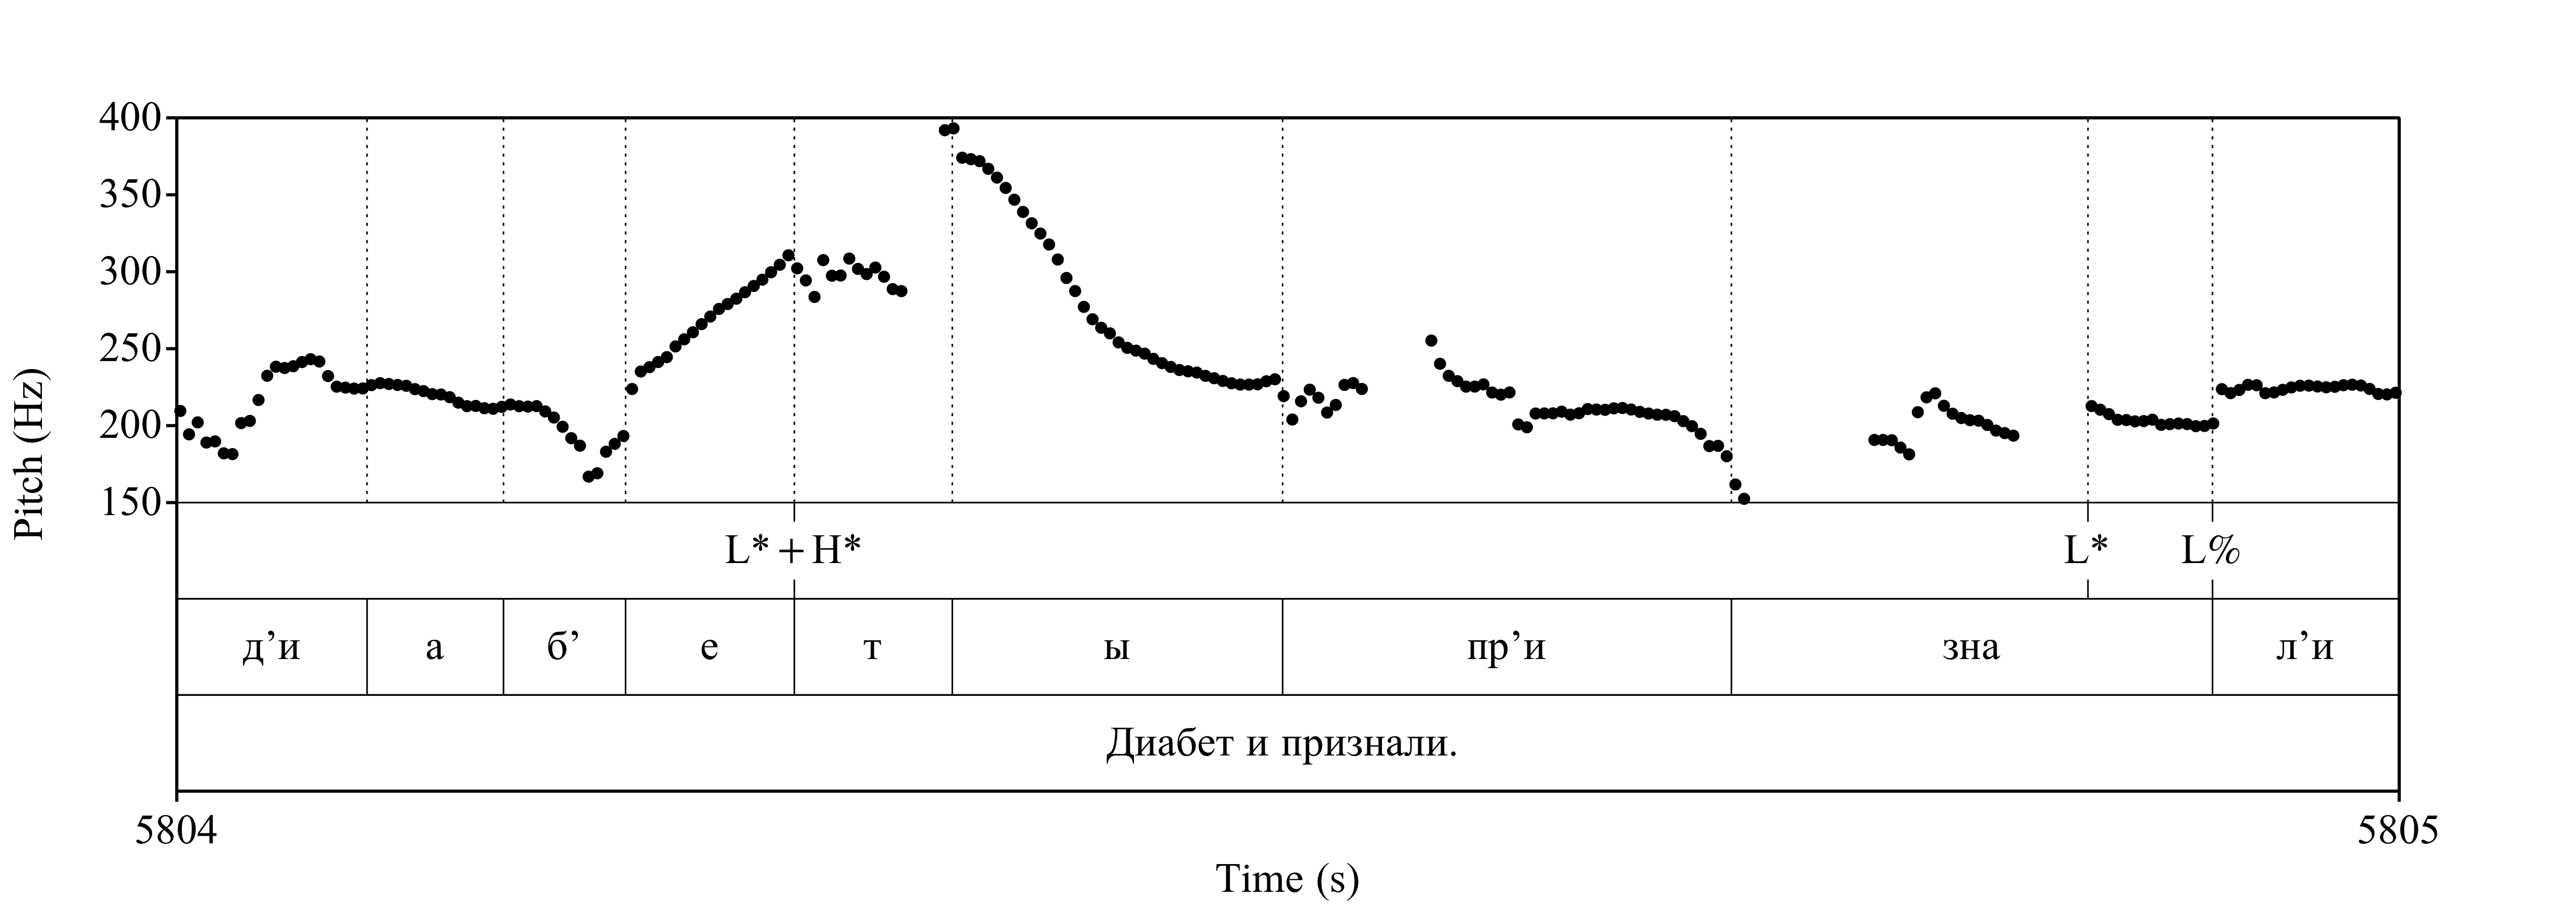 400
350
300
250
200
150
Pitch (Hz)
L*+H* L* L%
д’и а б’ е т ы пр’и зна л’и
Диабет и признали.
5804 5805
Time (s)